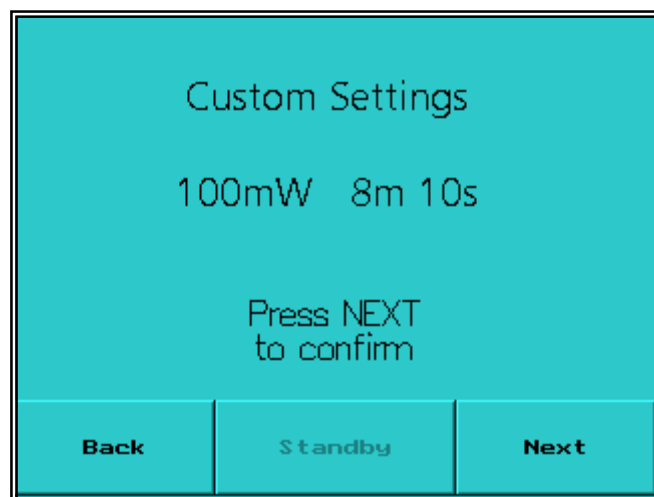 Custom Settings
100mW 8m 10s
Press NEXT
to confirm
Back Standby Next